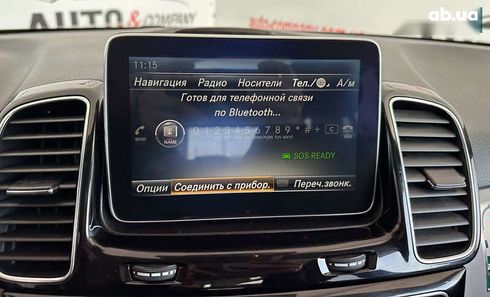 AUTO &
COMPANY
ab.ua
11:15
Навигация Радио Носители Тел./ А/м
Готов для телефонной связи
по Bluetooth...
NAME
0 1 2 3 4 5 6 7 8 9 * # + C
SOS READY
Опции Соединить с прибор. Переч.звонк.